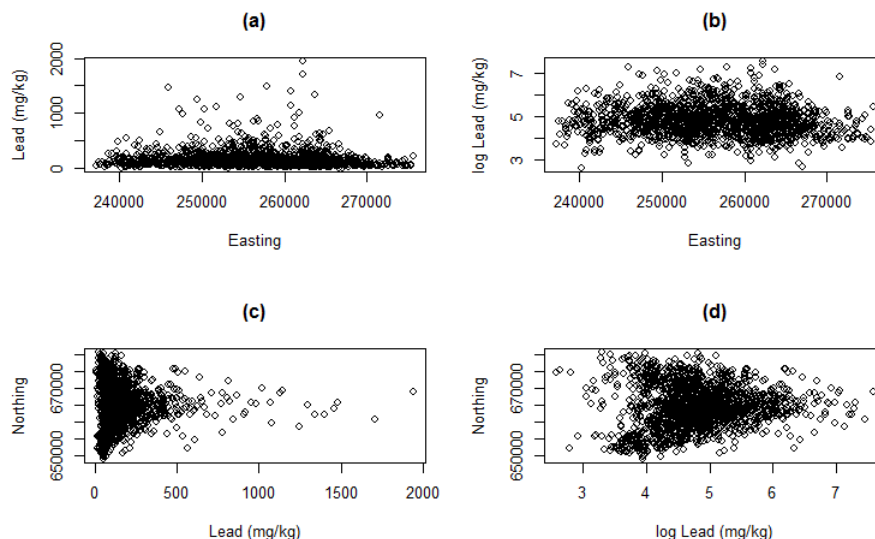 (a)
Lead (mg/kg)
0 1000 2000
240000 250000 260000 270000
Easting
(b)
log Lead (mg/kg)
3 5 7
240000 250000 260000 270000
Easting
(c)
Northing
650000 670000
0 500 1000 1500 2000
Lead (mg/kg)
(d)
Northing
650000 670000
3 4 5 6 7
log Lead (mg/kg)